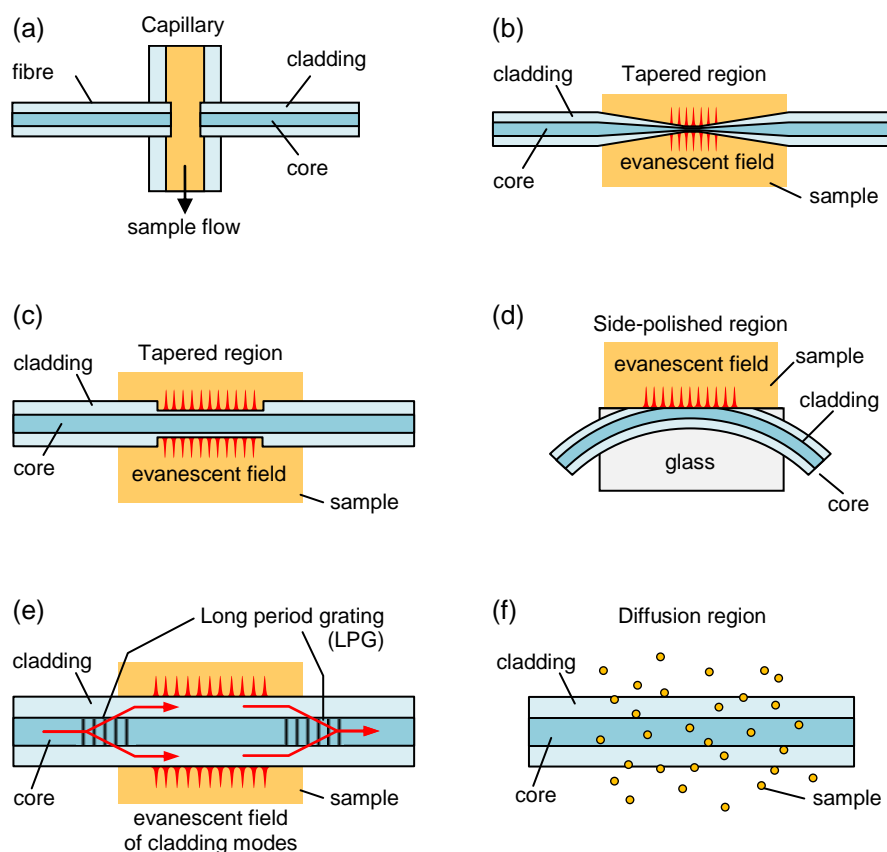 (a)
Capillary
fibre
cladding
core
sample flow
(b)
cladding
Tapered region
evanescent field
core
sample
(c)
Tapered region
cladding
core
evanescent field
sample
(d)
Side-polished region
evanescent field
sample
cladding
glass
core
(e)
Long period grating
(LPG)
cladding
core
sample
evanescent field
of cladding modes
(f)
Diffusion region
cladding
core
sample